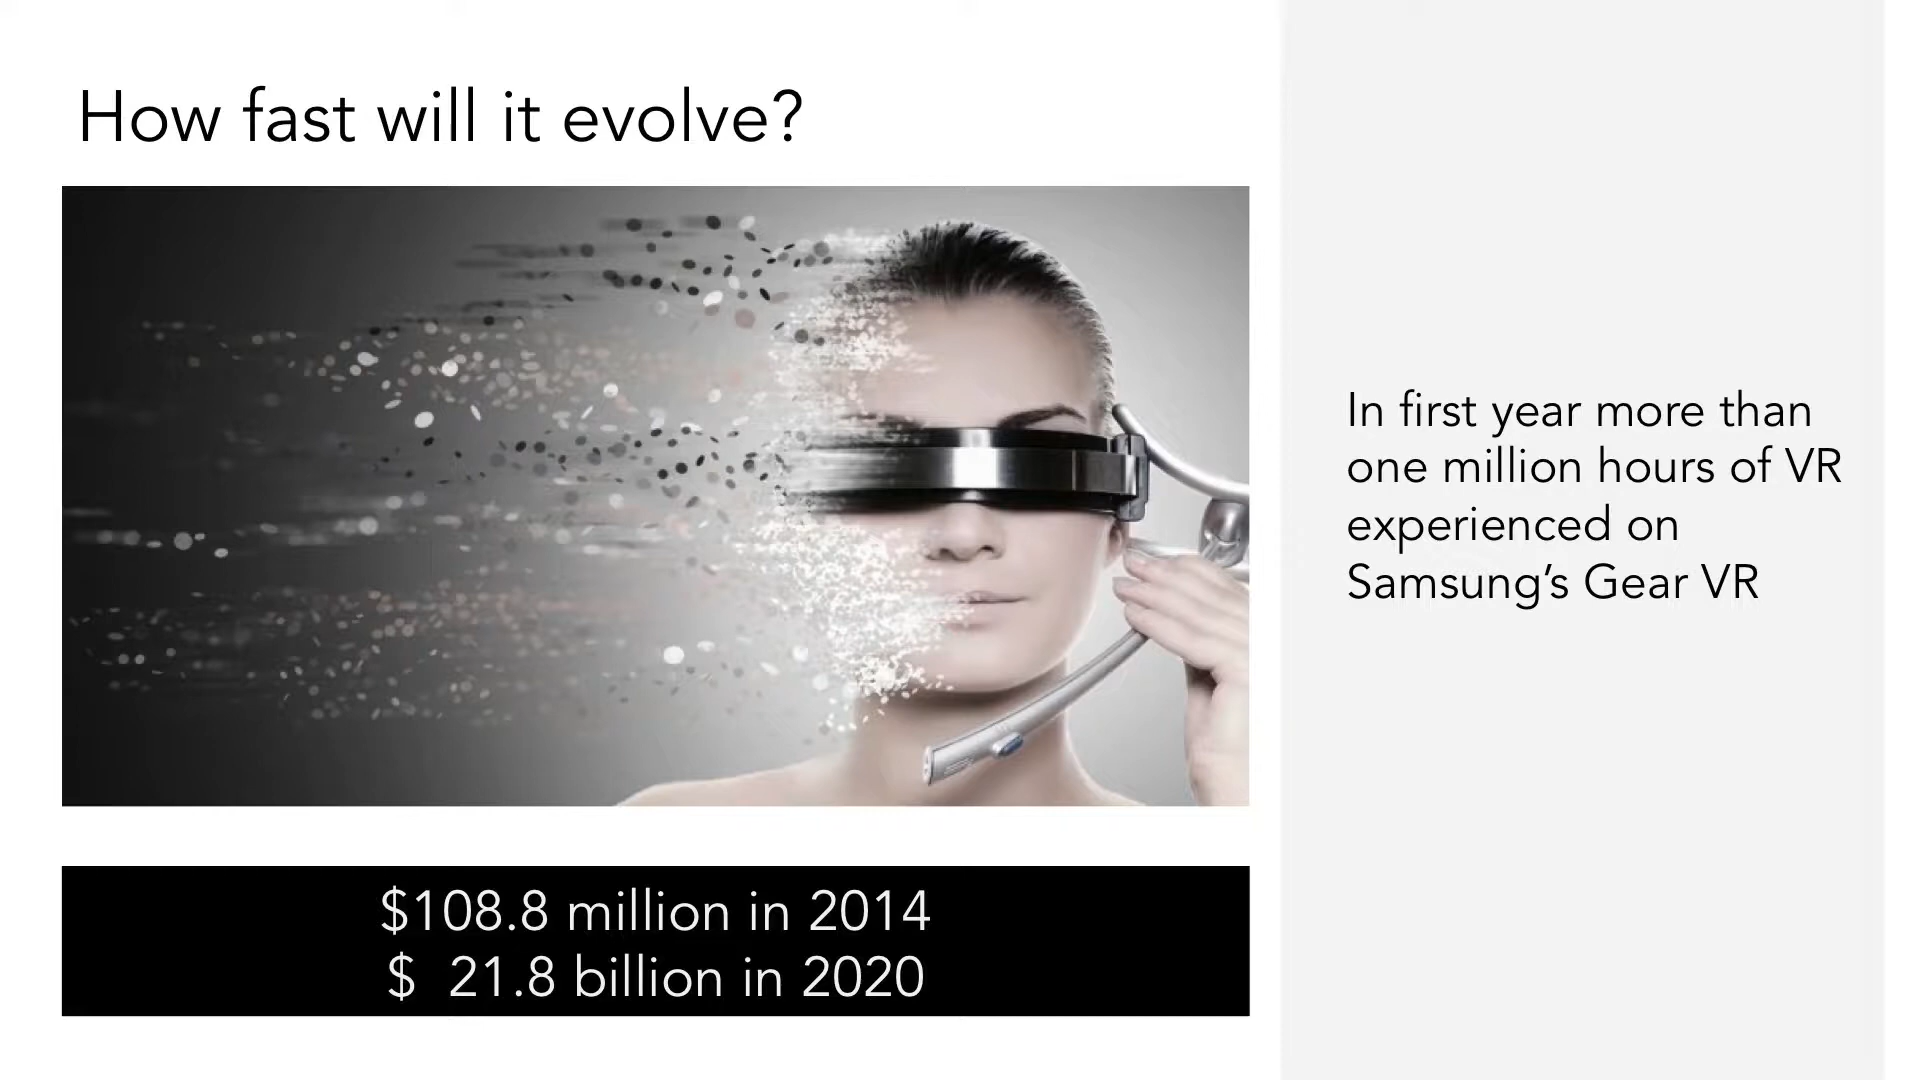 How fast will it evolve?
In first year more than
one million hours of VR
experienced on
Samsung’s Gear VR
$108.8 million in 2014
$  21.8 billion in 2020